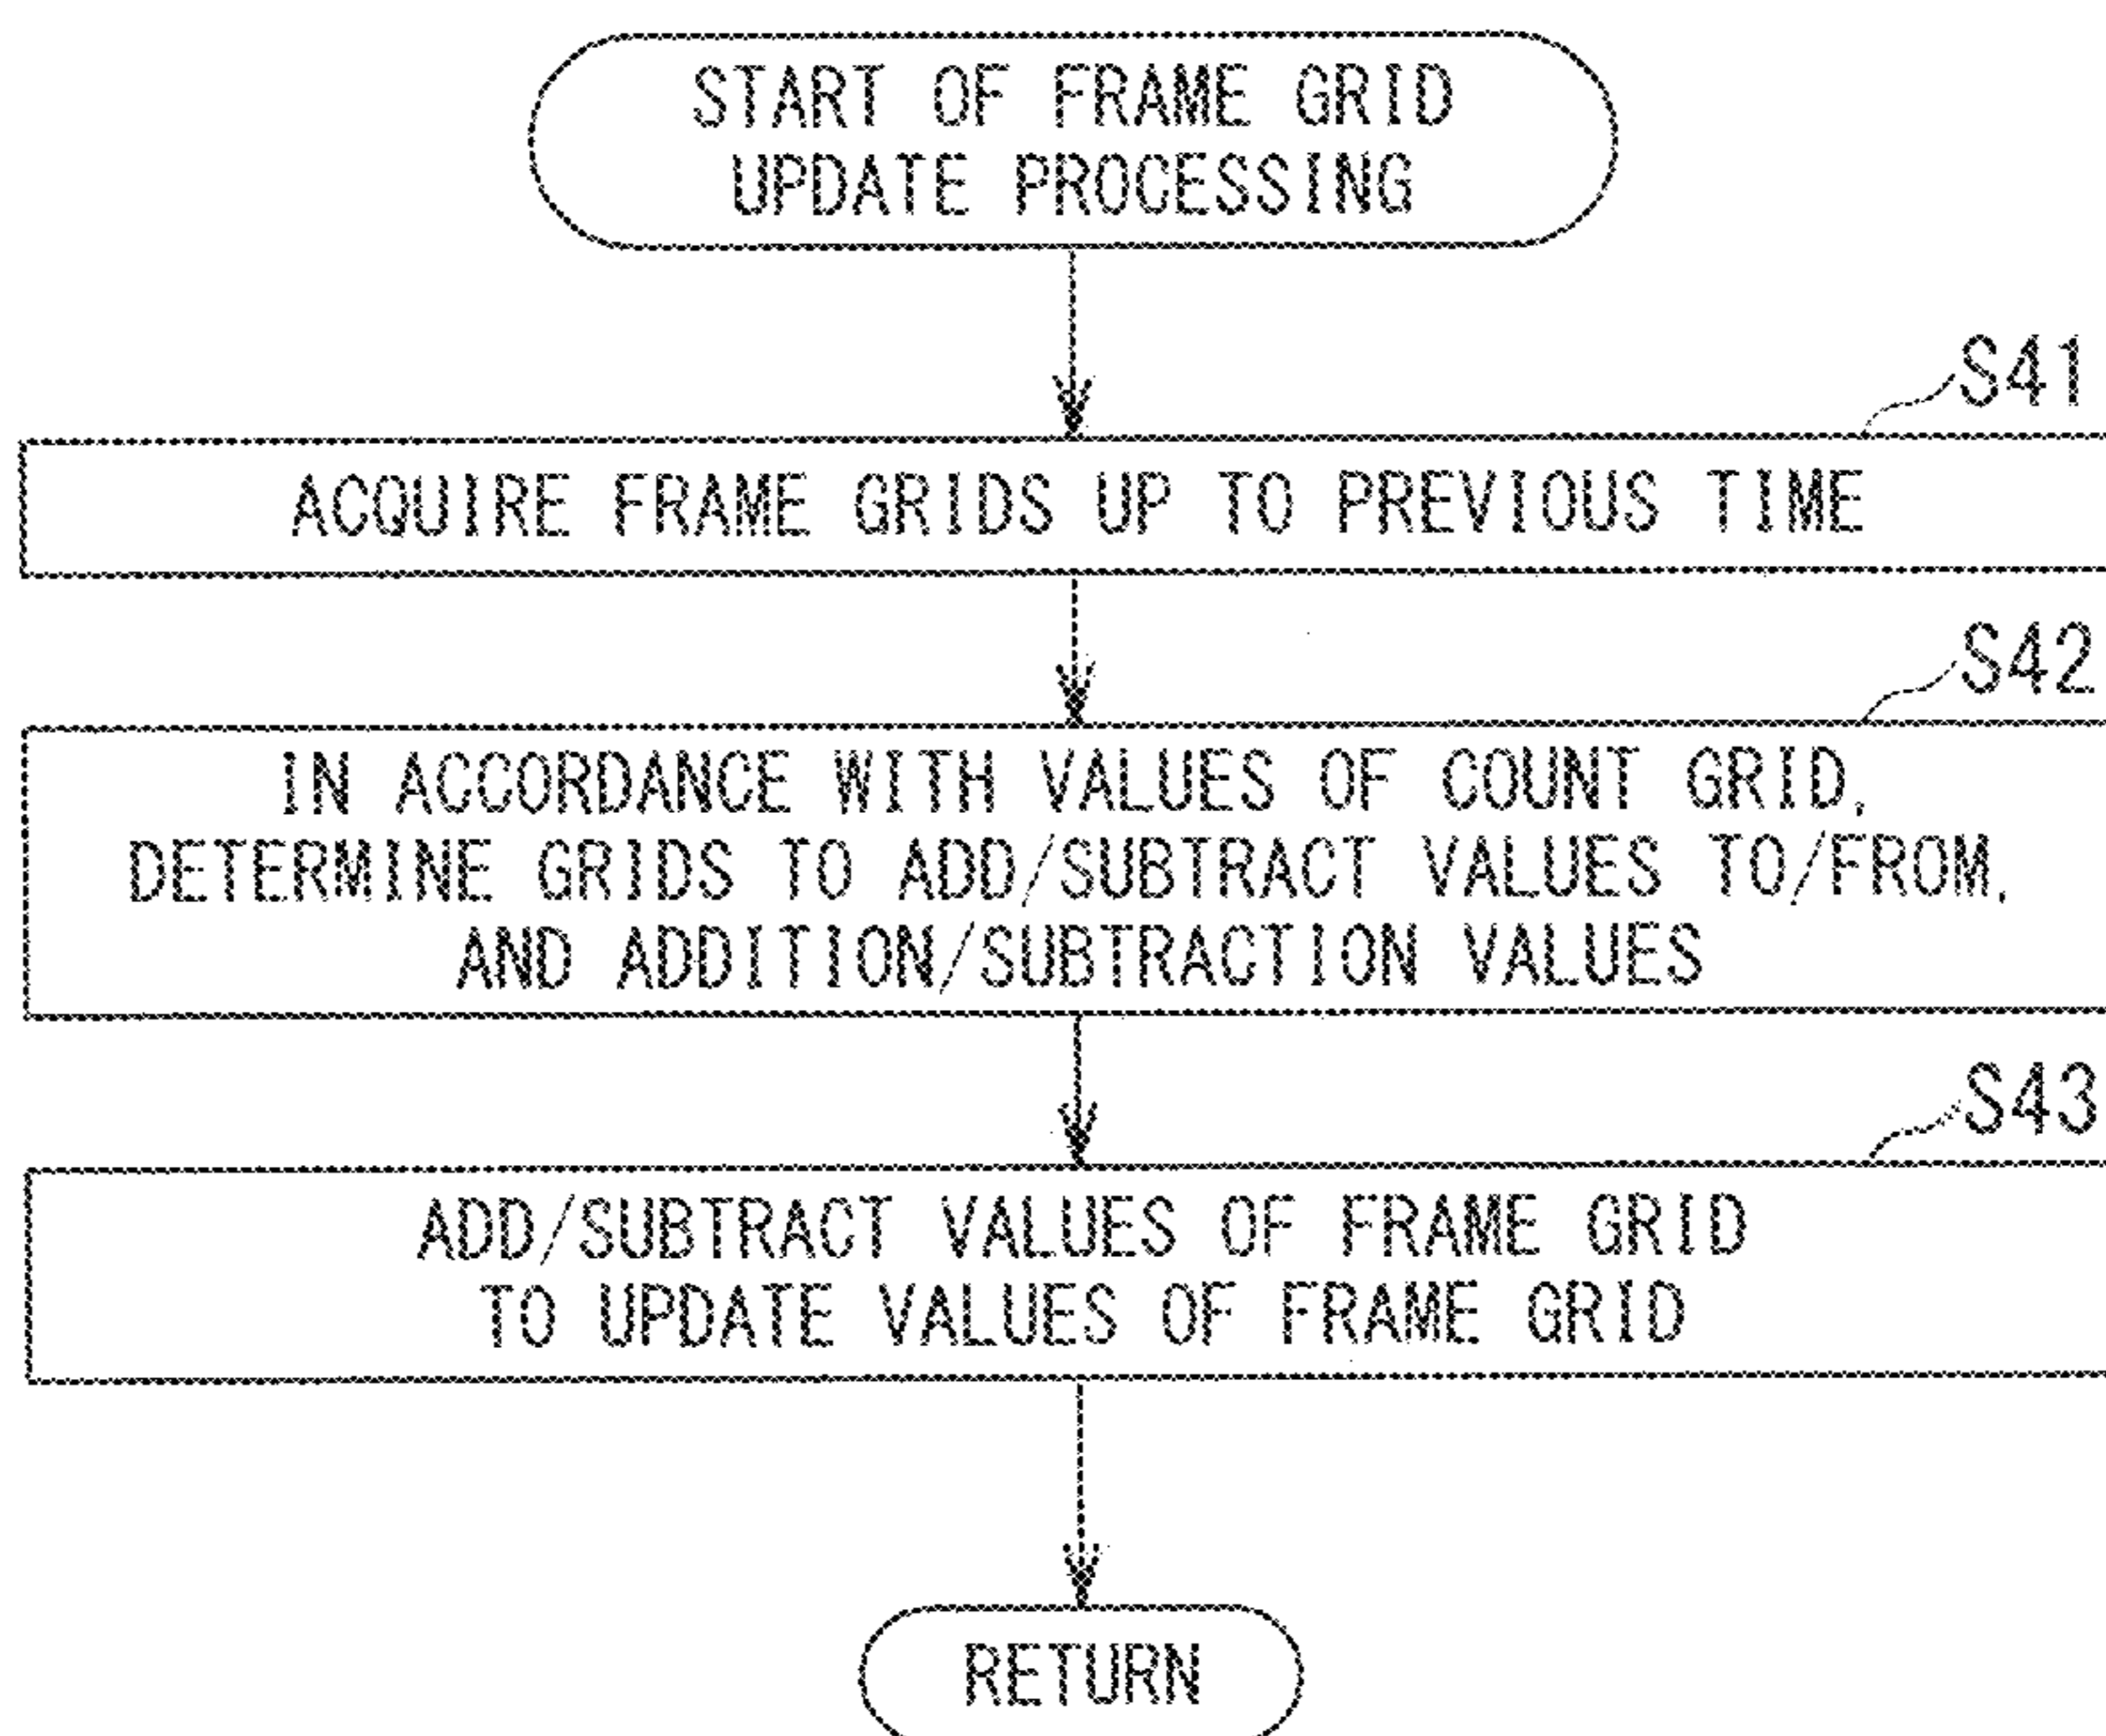 START OF FRAME GRID
UPDATE PROCESSING
S41
ACQUIRE FRAME GRIDS UP TO PREVIOUS TIME
S42
IN ACCORDANCE WITH VALUES OF COUNT GRID,
DETERMINE GRIDS TO ADD/SUBTRACT VALUES TO/FROM,
AND ADDITION/SUBTRACTION VALUES
S43
ADD/SUBTRACT VALUES OF FRAME GRID
TO UPDATE VALUES OF FRAME GRID
RETURN